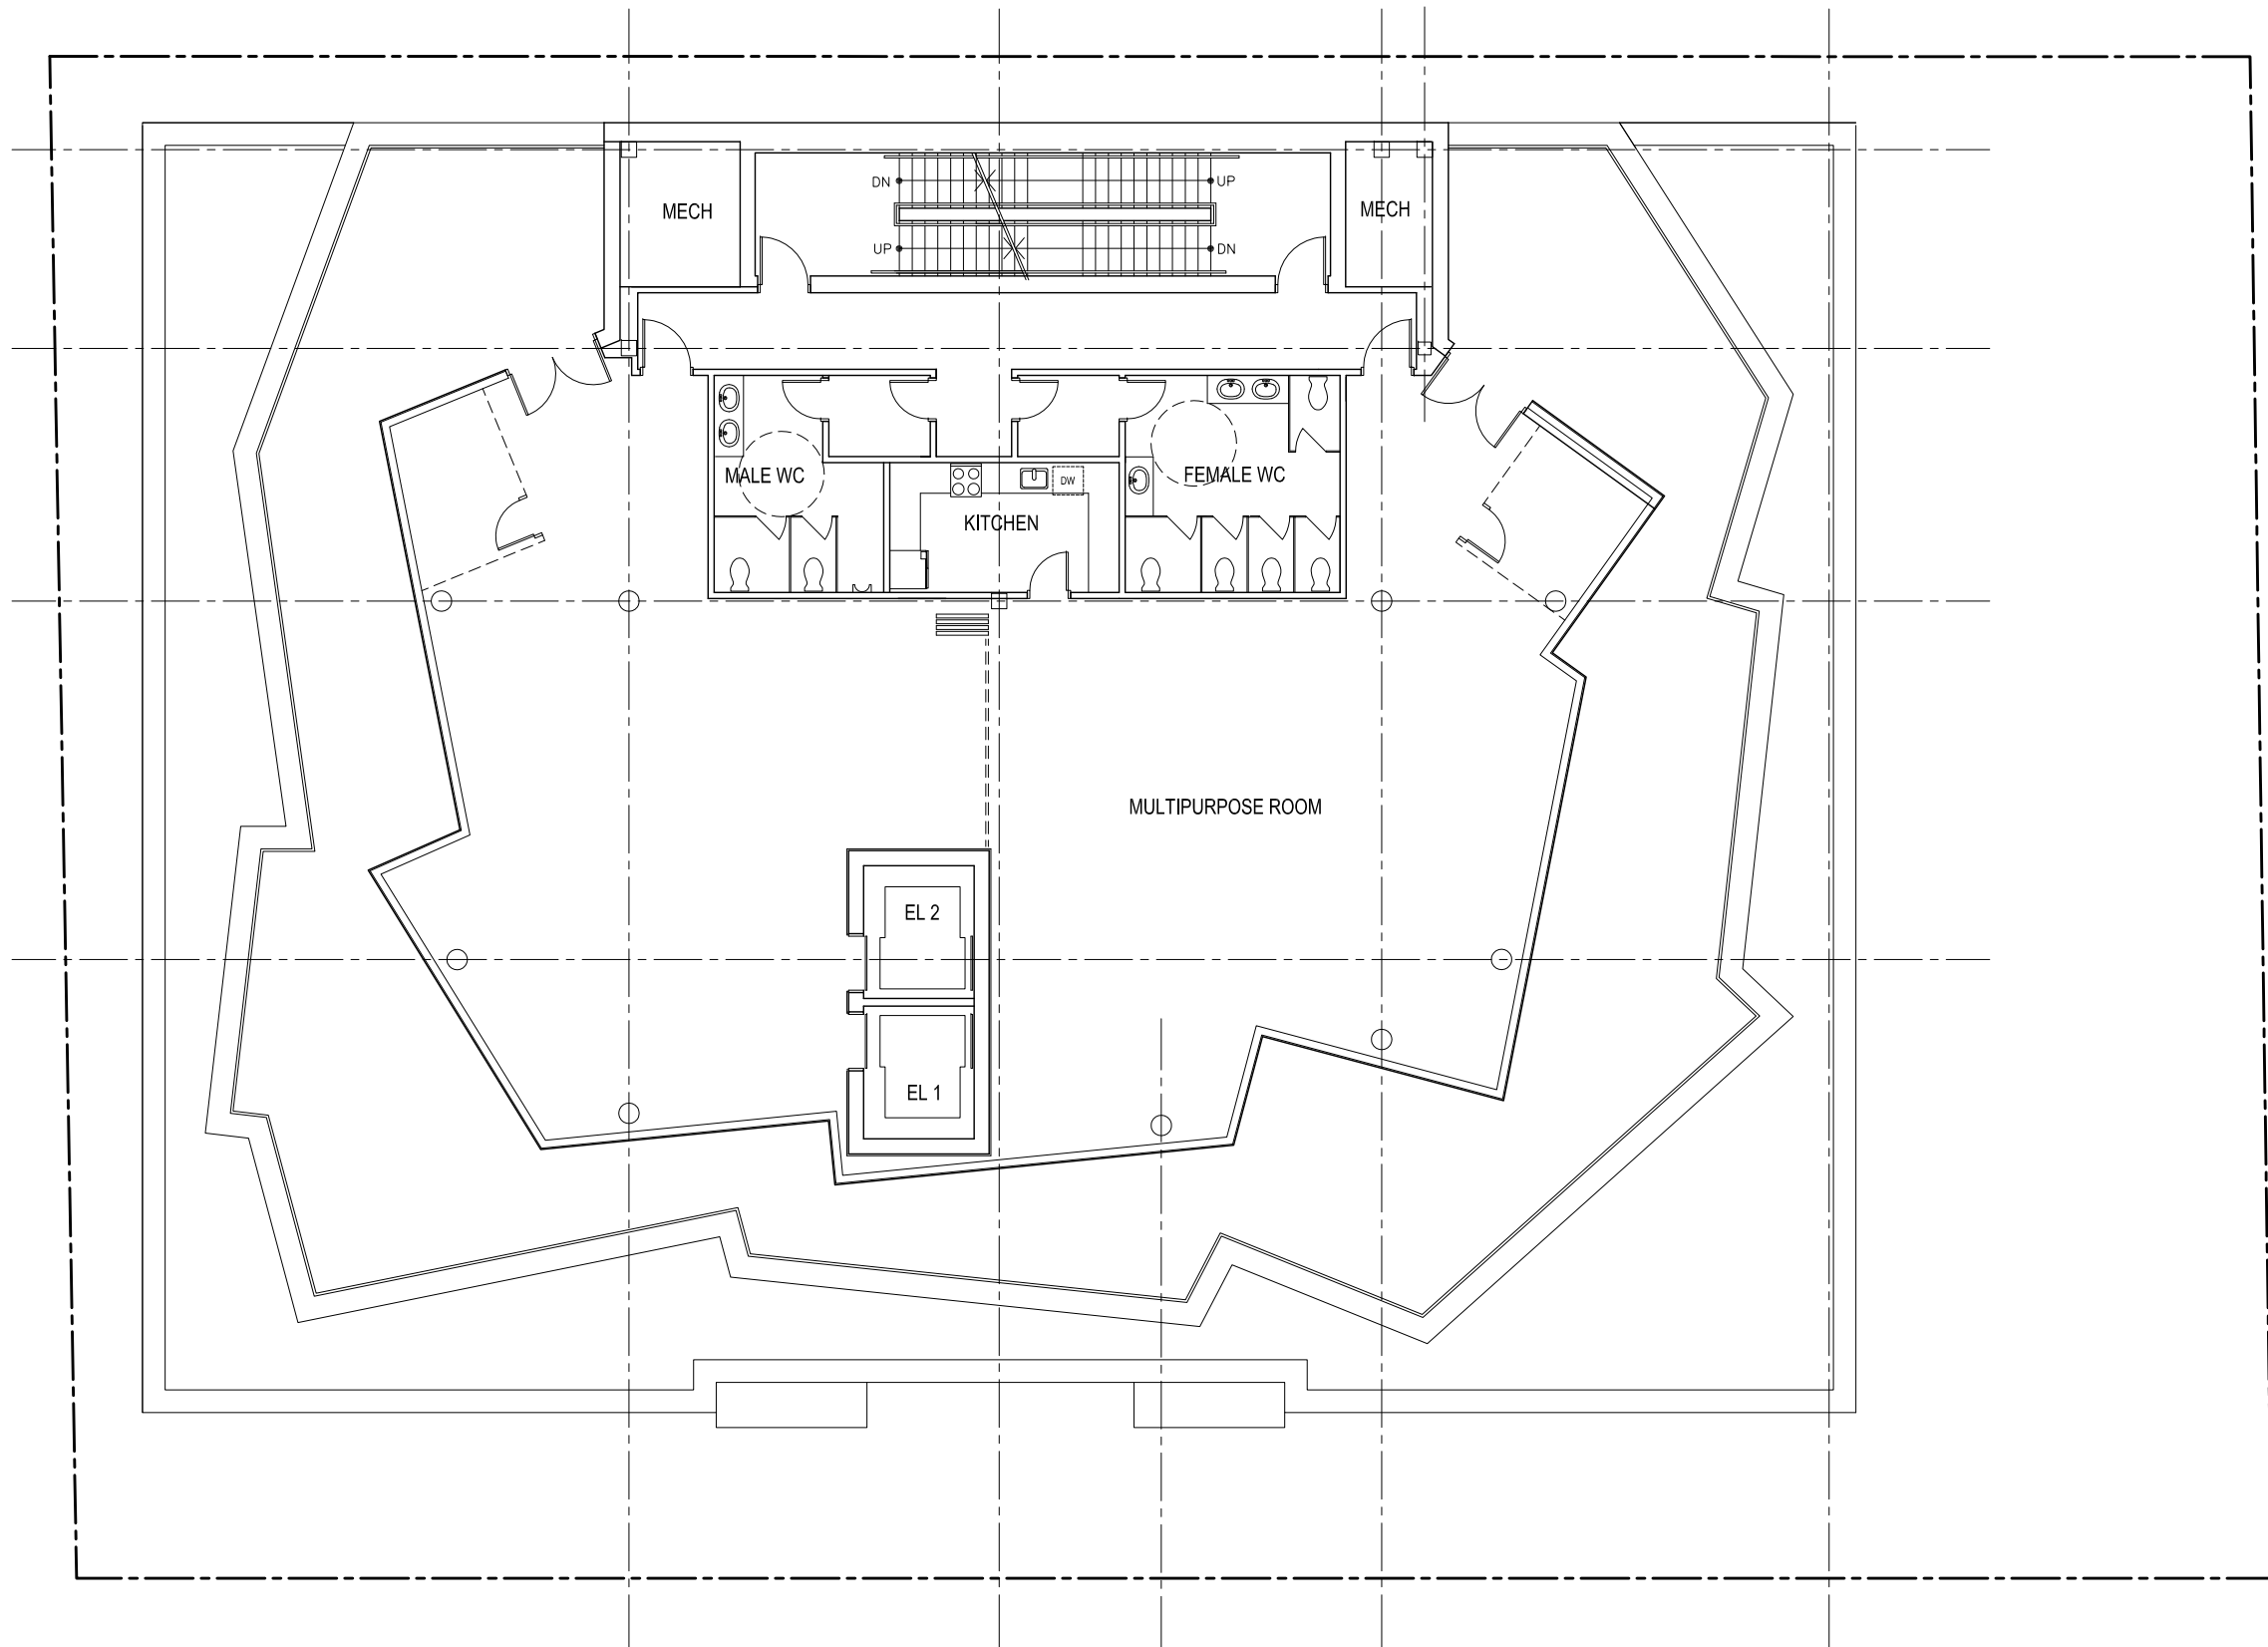 DN
UP
MECH
MECH
UP
DN
MALE WC
FEMALE WC
DW
KITCHEN
MULTIPURPOSE ROOM
EL 2
EL 1